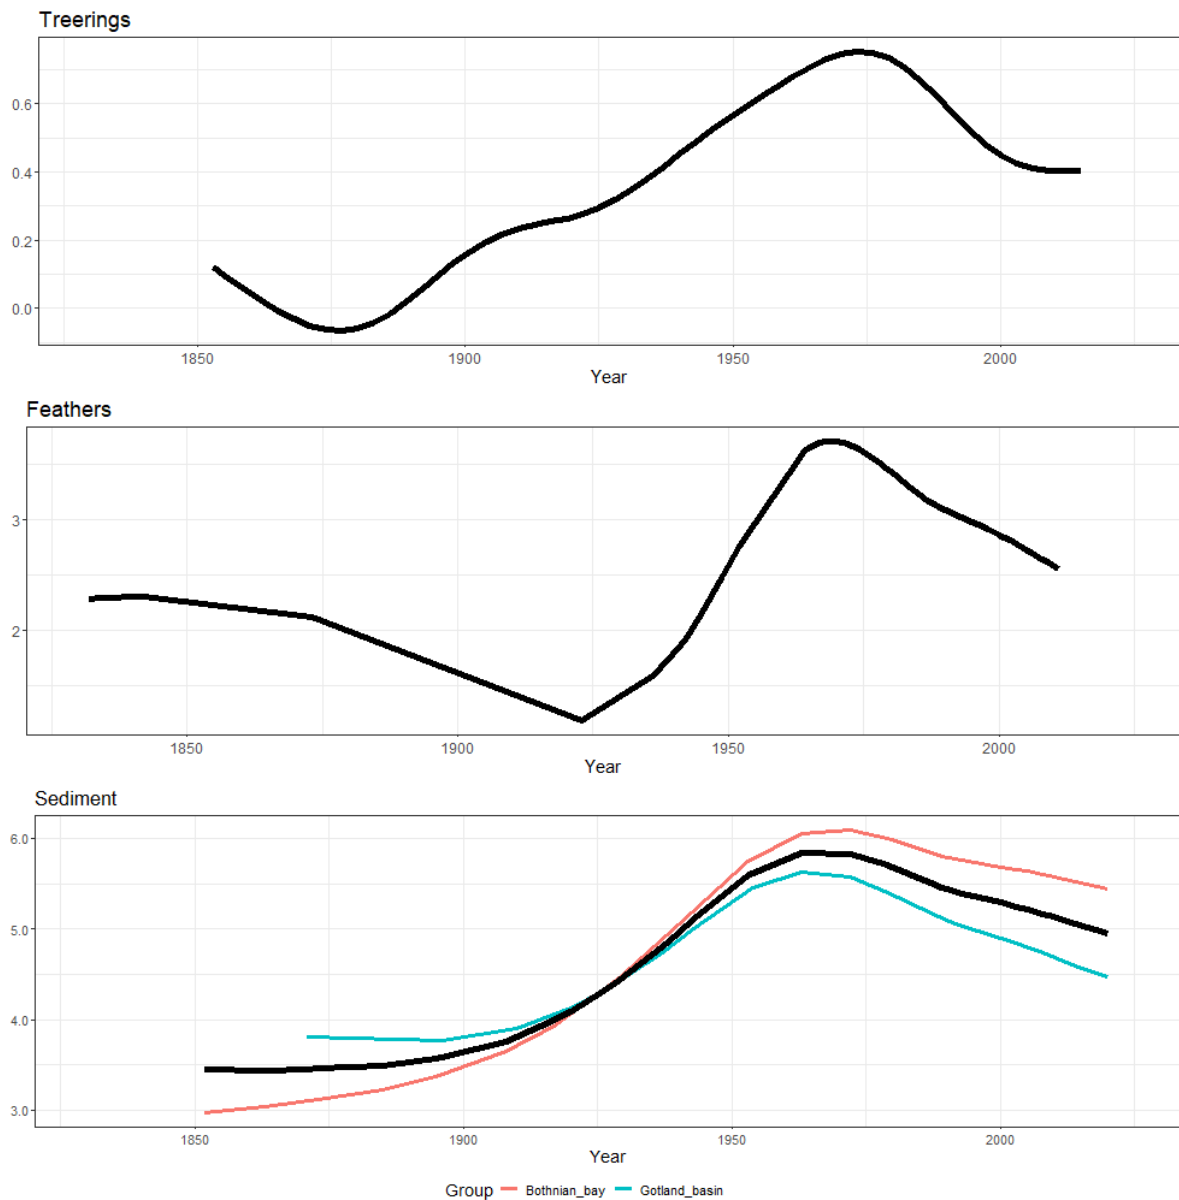 Treerings
0.6
0.4
0.2
0.0
1850 1900 1950 2000
Year
Feathers
3
2
1850 1900 1950 2000
Year
Sediment
6.0
5.0
4.0
3.0
1850 1900 1950 2000
Year
Group Bothnian_bay Gotland_basin